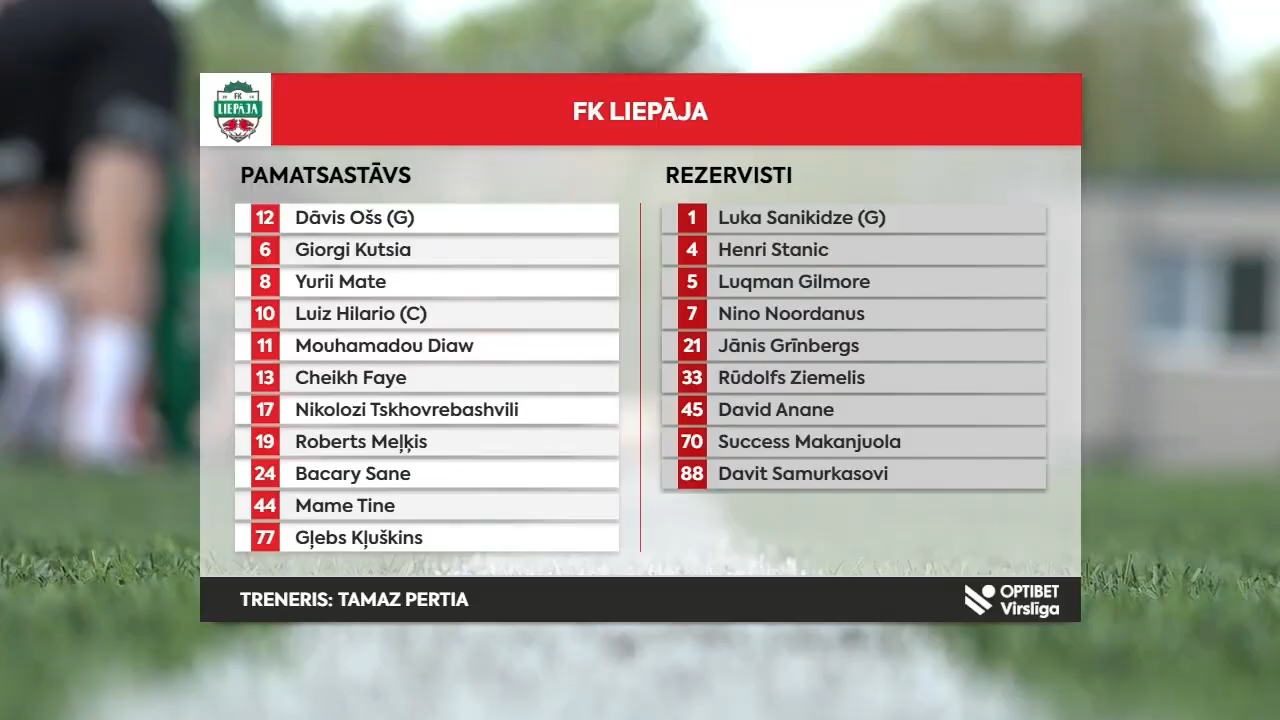 FK
LIEPĀJA
FK LIEPĀJA
PAMATSASTĀVS
12 Dāvis Ošs (G)
6 Giorgi Kutsia
8 Yurii Mate
10 Luiz Hilario (C)
11 Mouhamadou Diaw
13 Cheikh Faye
17 Nikolozi Tskhovrebashvili
19 Roberts Meļķis
24 Bacary Sane
44 Mame Tine
77 Gļebs Kļuškins
REZERVISTI
1 Luka Sanikidze (G)
4 Henri Stanic
5 Luqman Gilmore
7 Nino Noordanus
21 Jānis Grīnbergs
33 Rūdolfs Ziemelis
45 David Anane
70 Success Makanjuola
88 Davit Samurkasovi
TRENERIS: TAMAZ PERTIA
OPTIBET
Virslīga